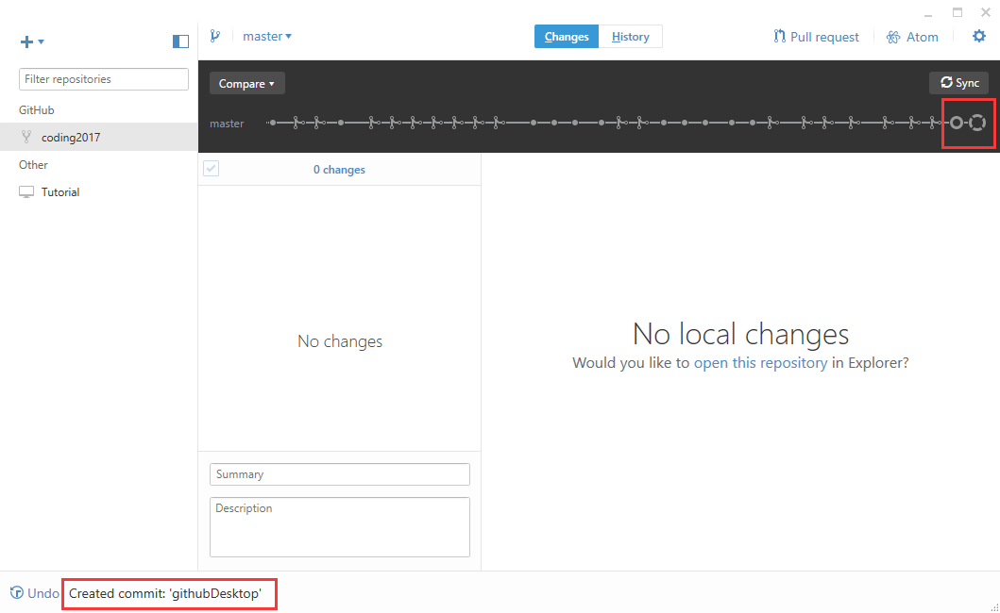 master
Changes
History
Pull request
Atom
Filter repositories
Compare
Sync
GitHub
master
coding2017
0 changes
Other
Tutorial
No changes
No local changes
Would you like to open this repository in Explorer?
Summary
Description
Undo
Created commit: 'githubDesktop'